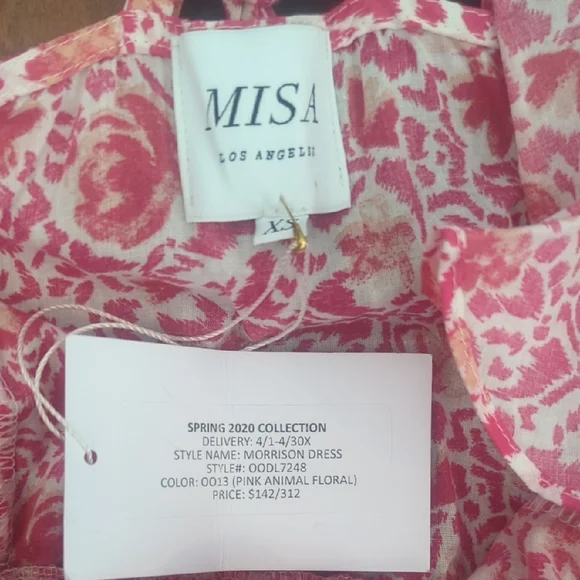 MISA
LOS ANGELES
XS
SPRING 2020 COLLECTION
DELIVERY: 4/1-4/30X
STYLE NAME: MORRISON DRESS
STYLE#: OODL7248
COLOR: OO13 (PINK ANIMAL FLORAL)
PRICE: $142/312